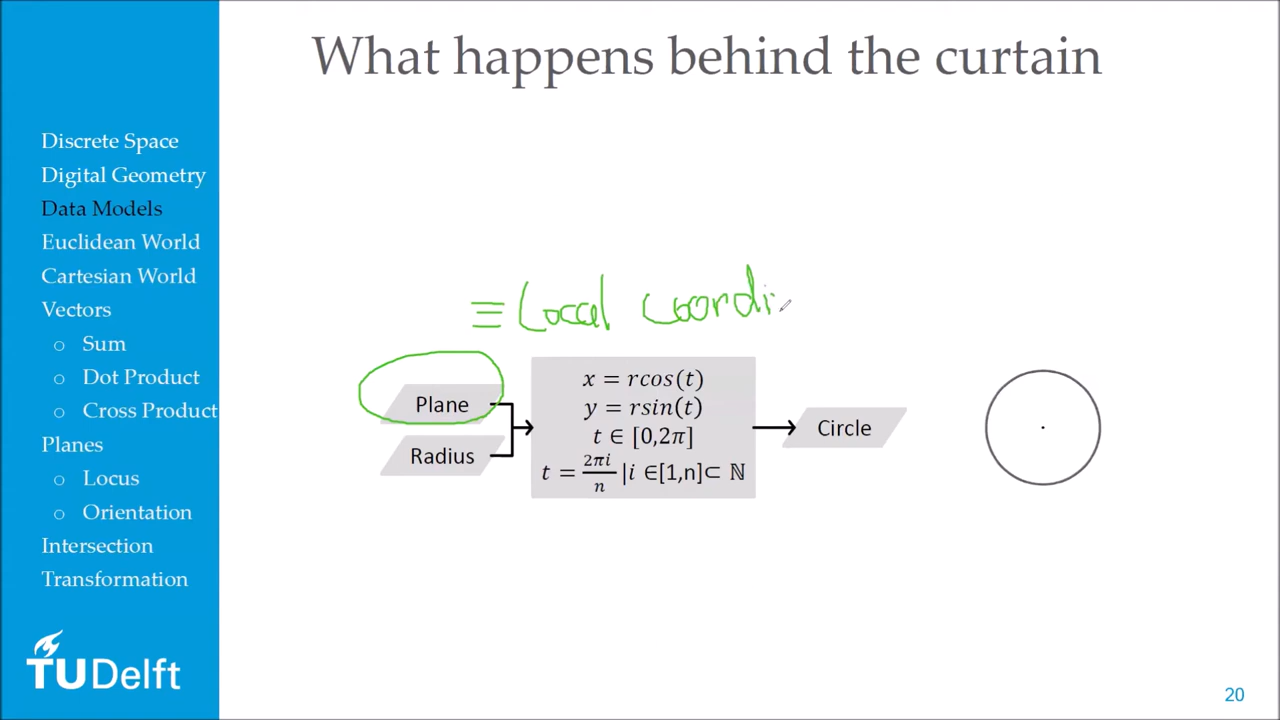 What happens behind the curtain
Discrete Space
Digital Geometry
Data Models
Euclidean World
Cartesian World
Vectors
o Sum
o Dot Product
o Cross Product
Planes
o Locus
o Orientation
Intersection
Transformation
TUDelft
≡ Local Coordi
Plane
Radius
x = rcos(t)
y = rsin(t)
t ∈ [0,2π]
t = 2πi/n |i ∈[1,n]⊂ ℕ
Circle
20